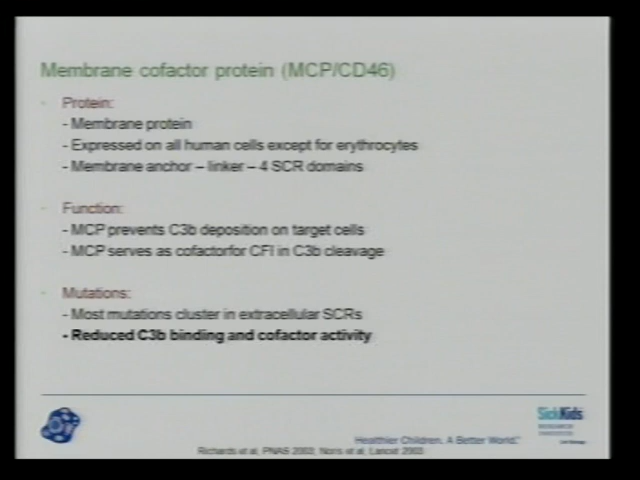 Membrane cofactor protein (MCP/CD46)
- Protein:
- Membrane protein
- Expressed on all human cells except for erythrocytes
- Membrane anchor – linker – 4 SCR domains
- Function:
- MCP prevents C3b deposition on target cells
- MCP serves as cofactorfor CFI in C3b cleavage
- Mutations:
- Most mutations cluster in extracellular SCRs
- Reduced C3b binding and cofactor activity
SickKids
RESEARCH
INSTITUTE
Healthier Children. A Better World.™
Richards et al, PNAS 2003; Noris et al, Lancet 2003